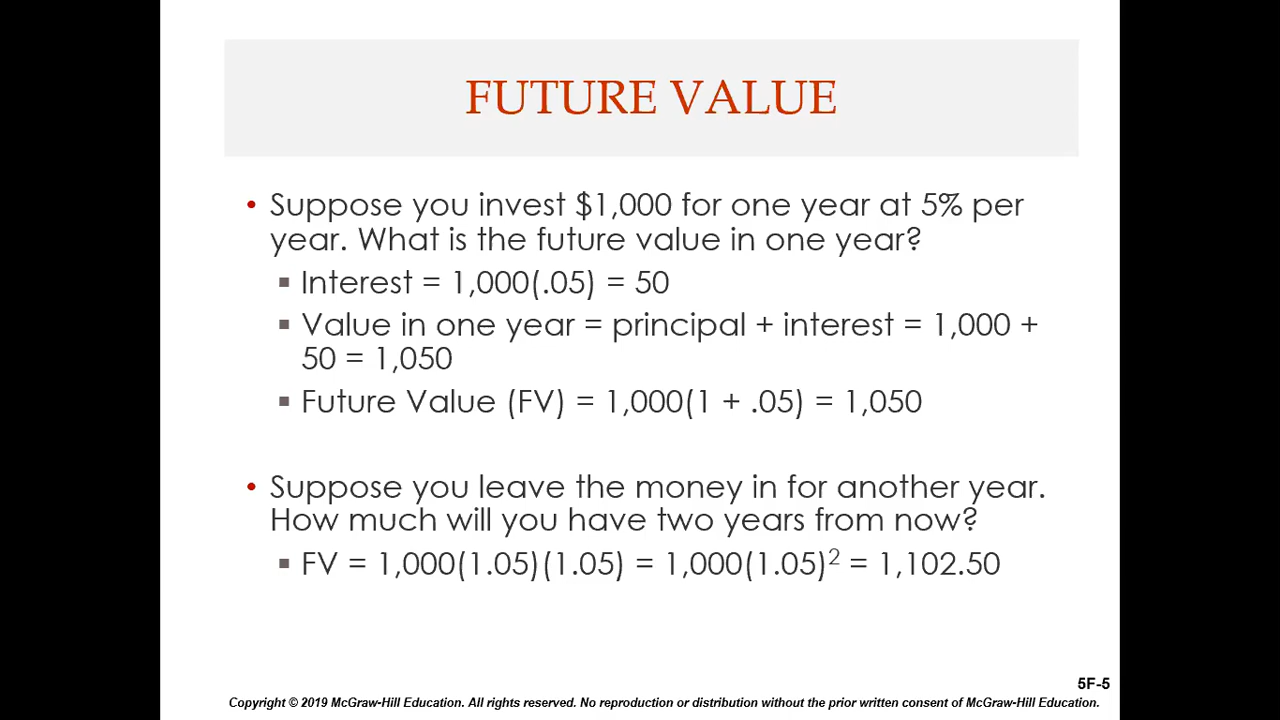 FUTURE VALUE
• Suppose you invest $1,000 for one year at 5% per
year. What is the future value in one year?
▪ Interest = 1,000(.05) = 50
▪ Value in one year = principal + interest = 1,000 +
50 = 1,050
▪ Future Value (FV) = 1,000(1 + .05) = 1,050
• Suppose you leave the money in for another year.
How much will you have two years from now?
▪ FV = 1,000(1.05)(1.05) = 1,000(1.05)² = 1,102.50
5F-5
Copyright © 2019 McGraw-Hill Education. All rights reserved. No reproduction or distribution without the prior written consent of McGraw-Hill Education.